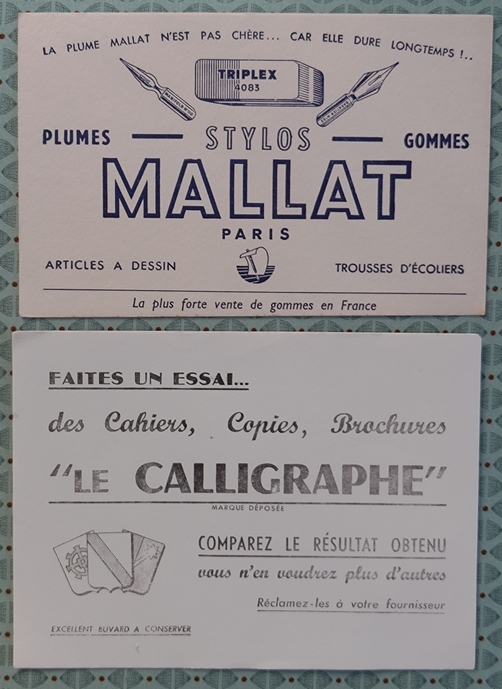 LA PLUME MALLAT N'EST PAS CHÈRE... CAR ELLE DURE LONGTEMPS !..
TRIPLEX
4083
PLUMES — STYLOS — GOMMES
MALLAT
PARIS
ARTICLES A DESSIN
TROUSSES D'ÉCOLIERS
La plus forte vente de gommes en France
FAITES UN ESSAI...
des Cahiers, Copies, Brochures
"LE CALLIGRAPHE"
MARQUE DÉPOSÉE
COMPAREZ LE RÉSULTAT OBTENU
vous n'en voudrez plus d'autres
Réclamez-les à votre fournisseur
EXCELLENT BUVARD A CONSERVER